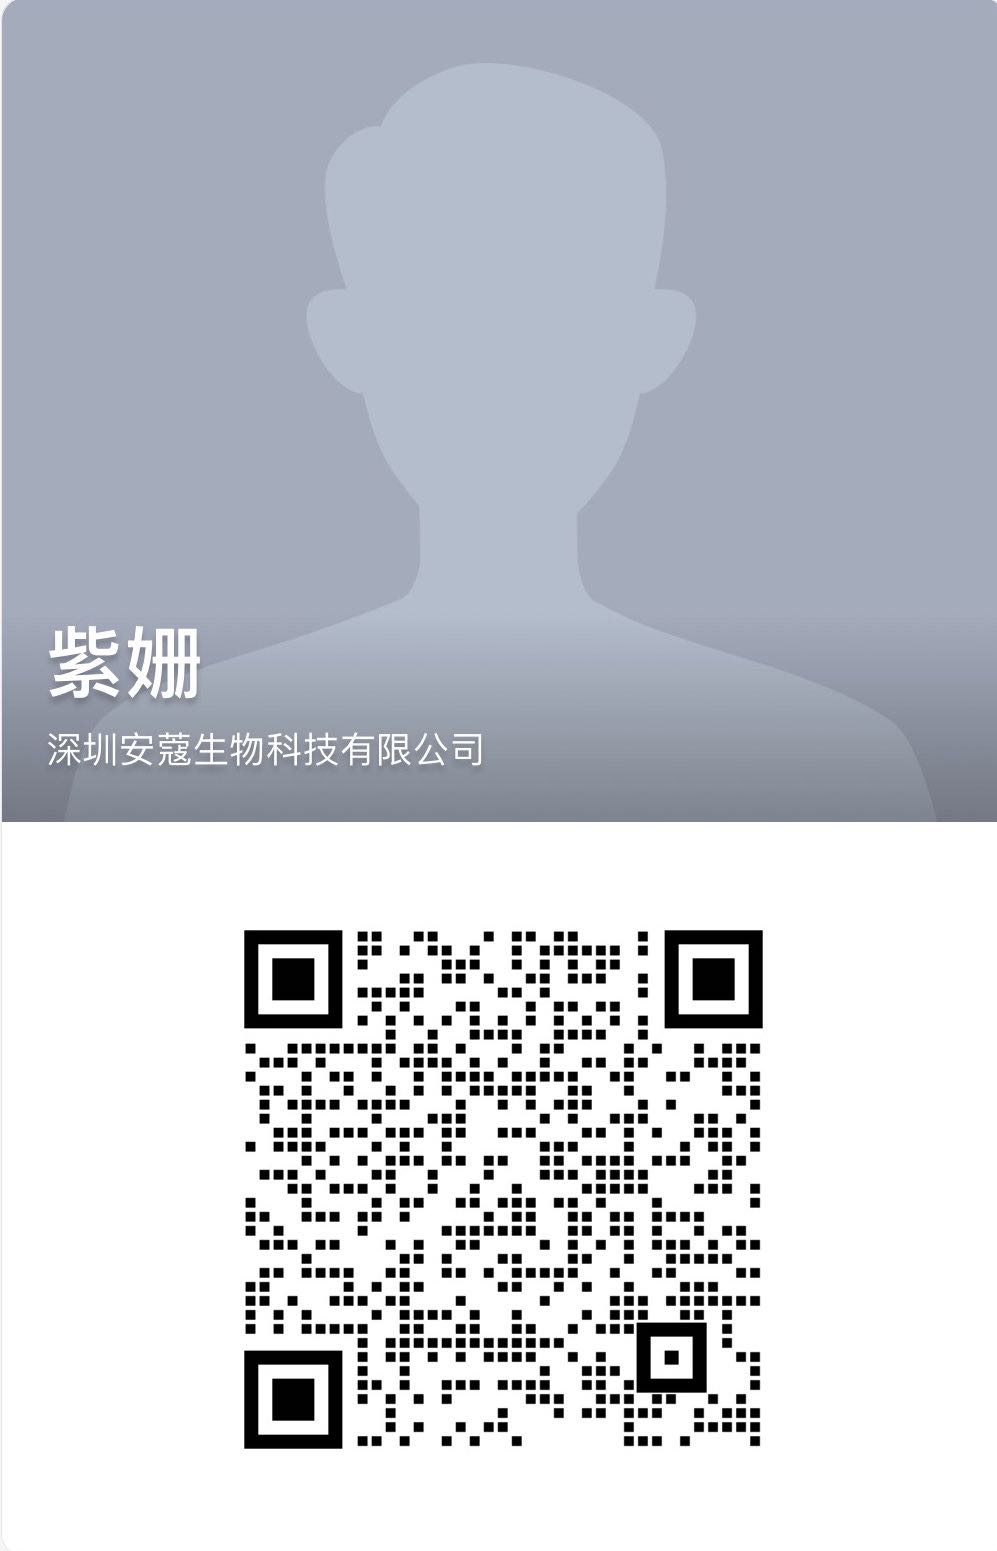 紫姗
深圳安蔻生物科技有限公司